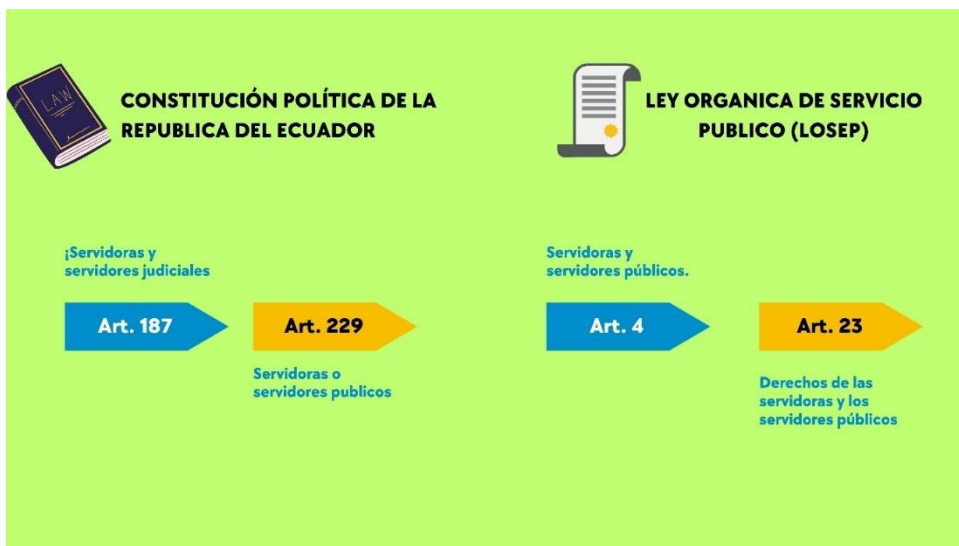 LAW
CONSTITUCIÓN POLÍTICA DE LA
REPUBLICA DEL ECUADOR
¡Servidoras y
servidores judiciales
Art. 187
Art. 229
Servidoras o
servidores publicos
LEY ORGANICA DE SERVICIO
PUBLICO (LOSEP)
Servidoras y
servidores públicos.
Art. 4
Art. 23
Derechos de las
servidoras y los
servidores públicos